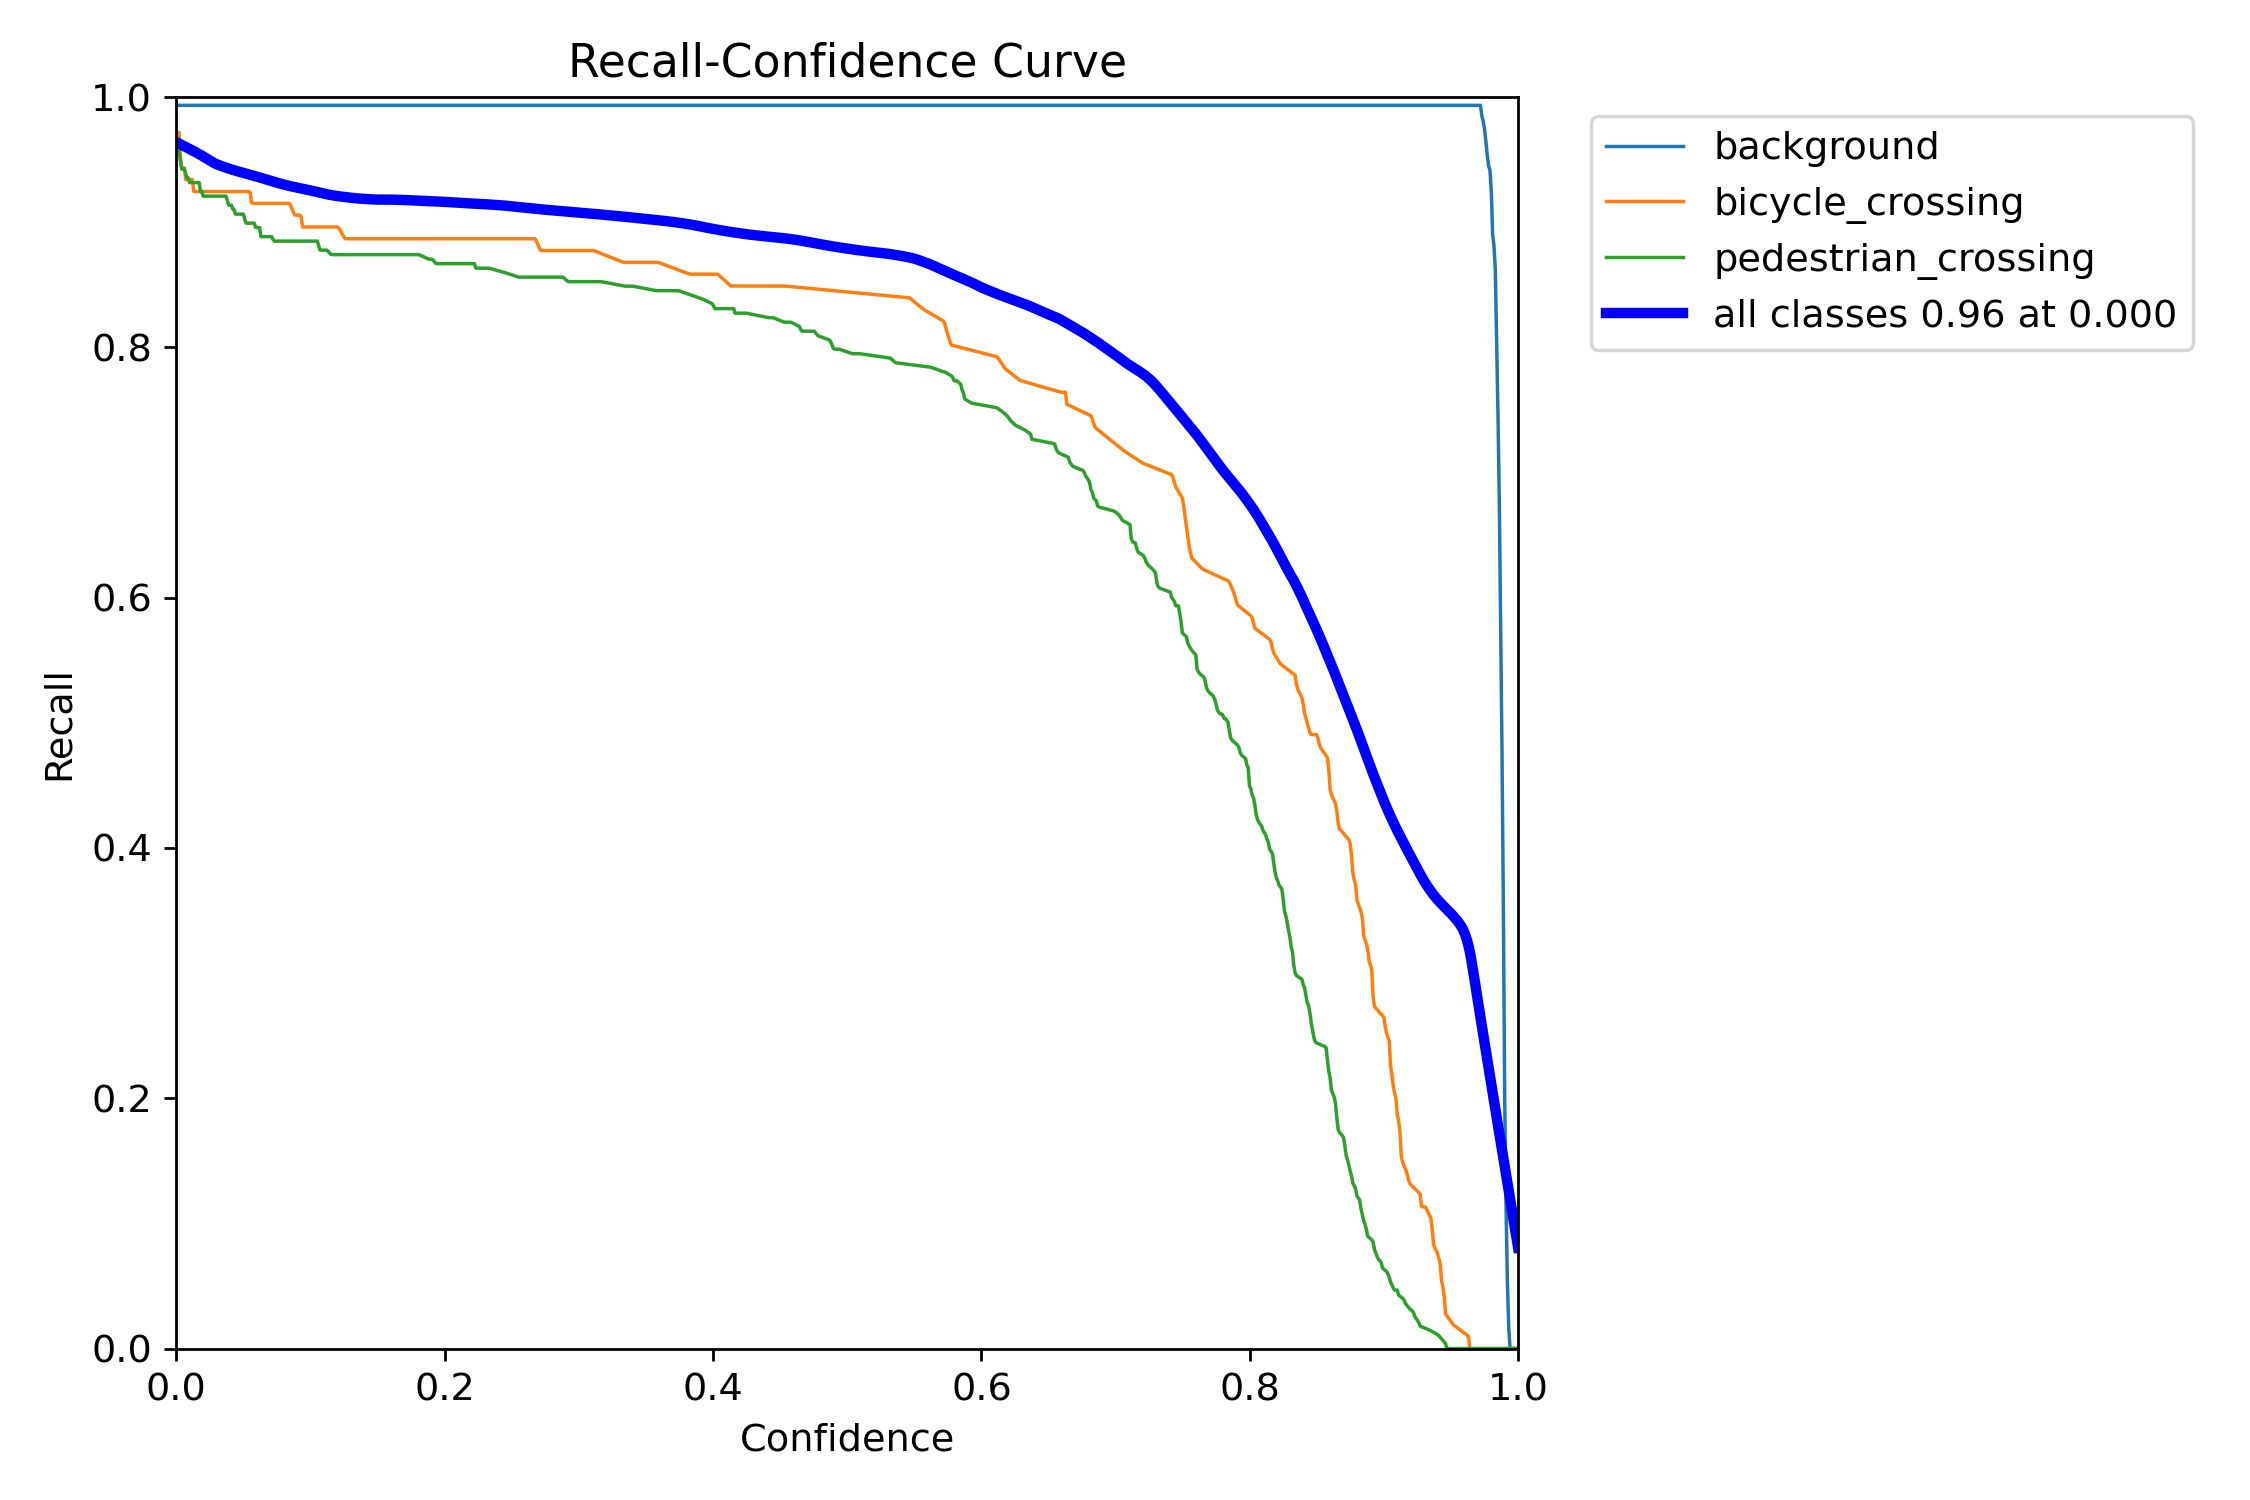 Recall-Confidence Curve
1.0
0.8
0.6
0.4
0.2
0.0
Recall
0.0 0.2 0.4 0.6 0.8 1.0
Confidence
background
bicycle_crossing
pedestrian_crossing
all classes 0.96 at 0.000